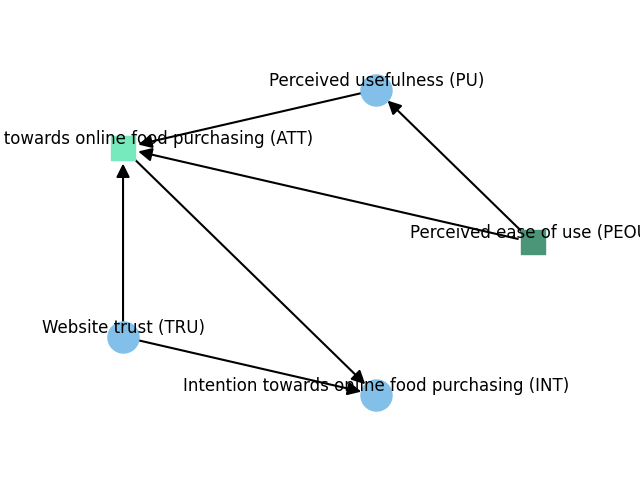 Perceived usefulness (PU)
towards online food purchasing (ATT)
Perceived ease of use (PEOU
Website trust (TRU)
Intention towards online food purchasing (INT)